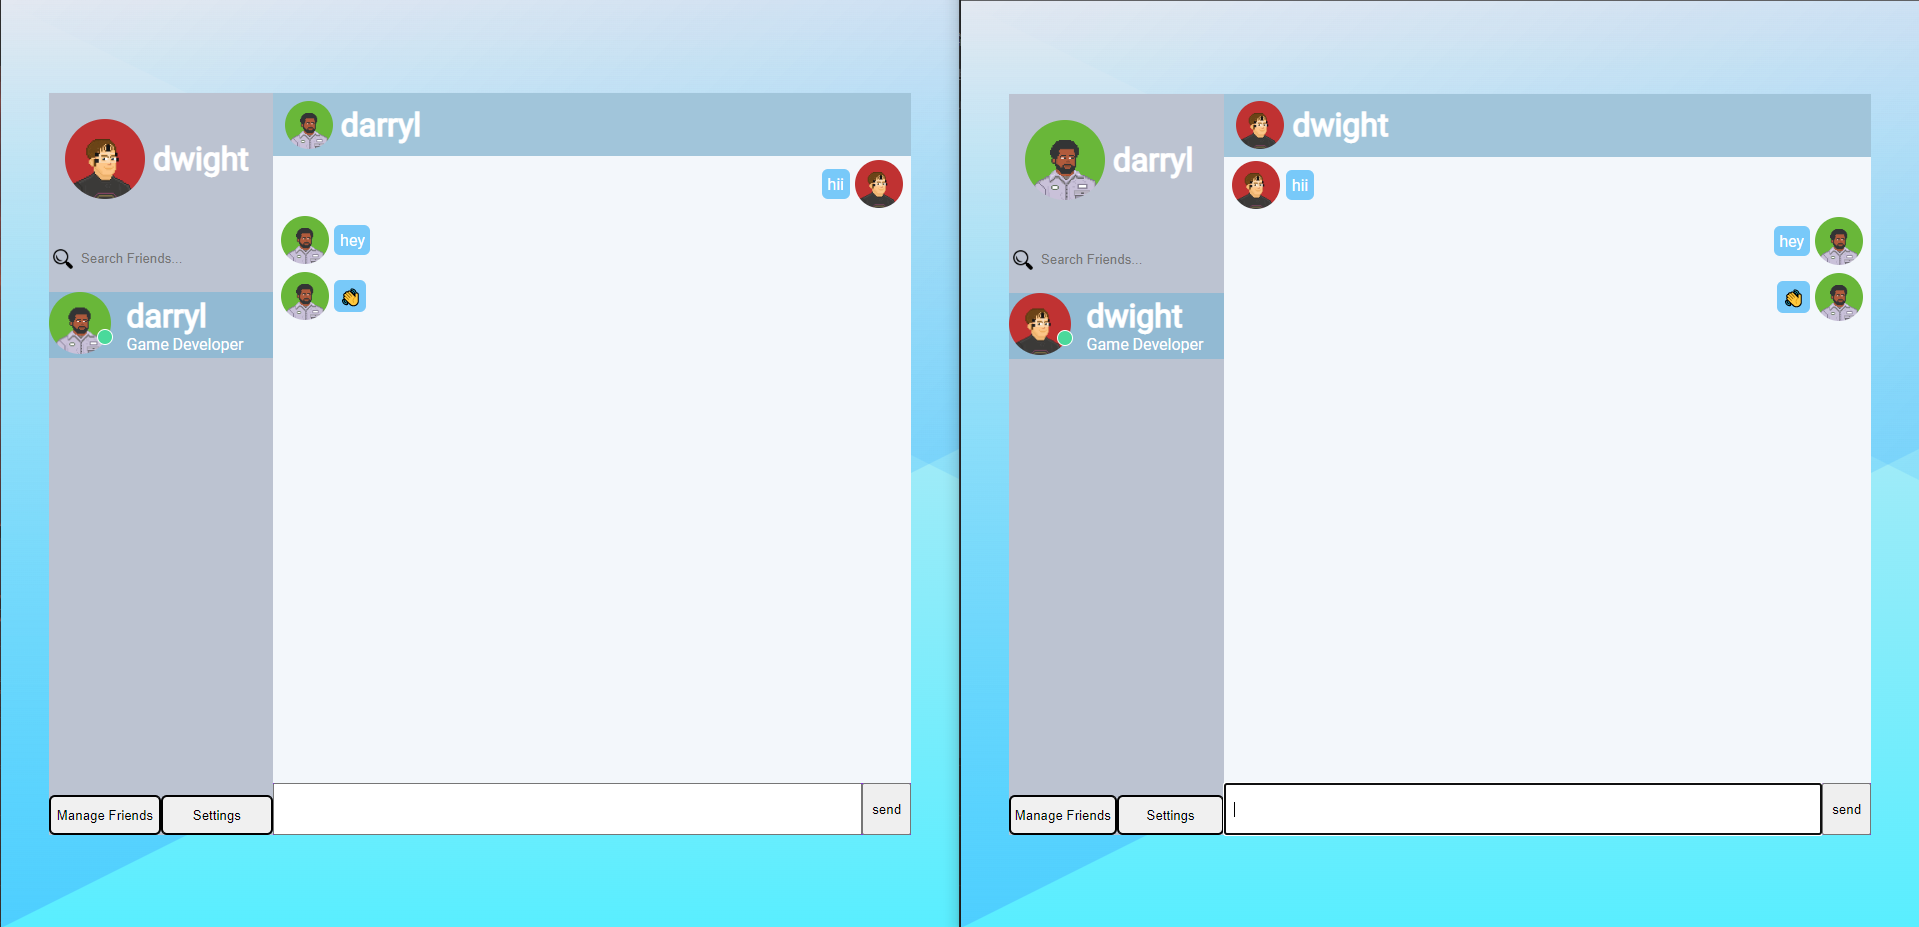 dwight
Search Friends...
darryl
Game Developer
Manage Friends
Settings
darryl
hii
hey
👋
send
darryl
Search Friends...
dwight
Game Developer
Manage Friends
Settings
dwight
hii
hey
👋
send